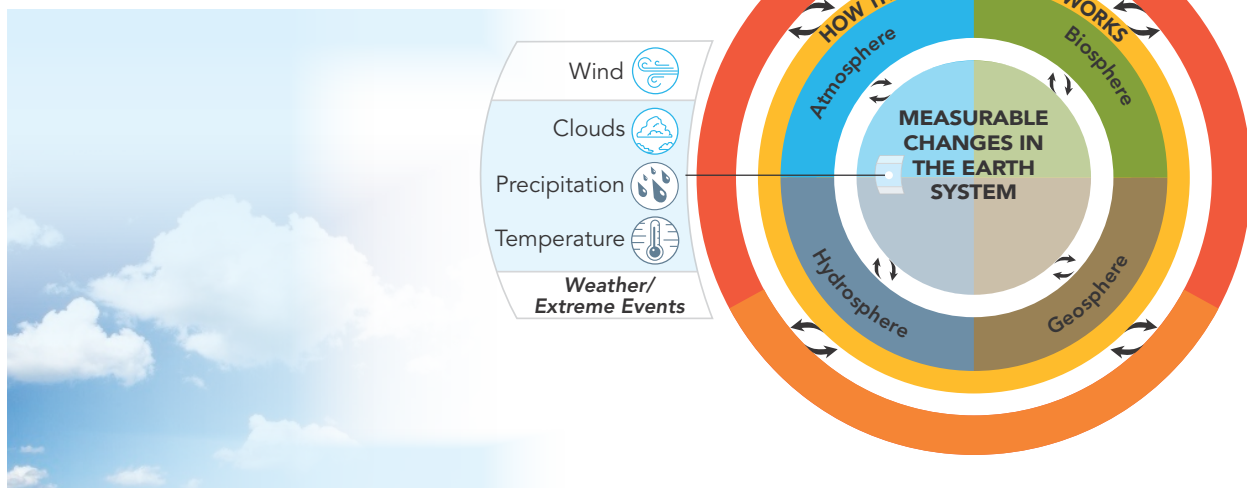 HOW TH
WORKS
Atmosphere
Biosphere
Wind
Clouds
Precipitation
Temperature
Weather/
Extreme Events
MEASURABLE
CHANGES IN
THE EARTH
SYSTEM
Hydrosphere
Geosphere